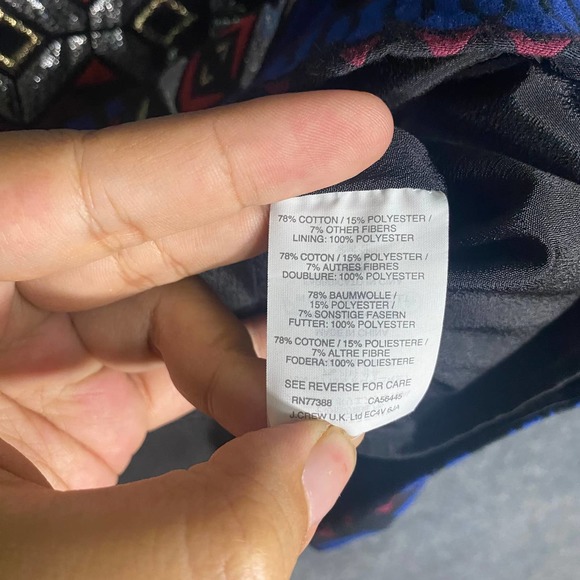 78% COTTON / 15% POLYESTER /
7% OTHER FIBERS
LINING: 100% POLYESTER
78% COTON / 15% POLYESTER /
7% AUTRES FIBRES
DOUBLURE: 100% POLYESTER
78% BAUMWOLLE /
15% POLYESTER /
7% SONSTIGE FASERN
FUTTER: 100% POLYESTER
78% COTONE / 15% POLIESTERE /
7% ALTRE FIBRE
FODERA: 100% POLIESTERE
SEE REVERSE FOR CARE
RN77388 CA56445
J.CREW U.K. Ltd EC4V 6JA